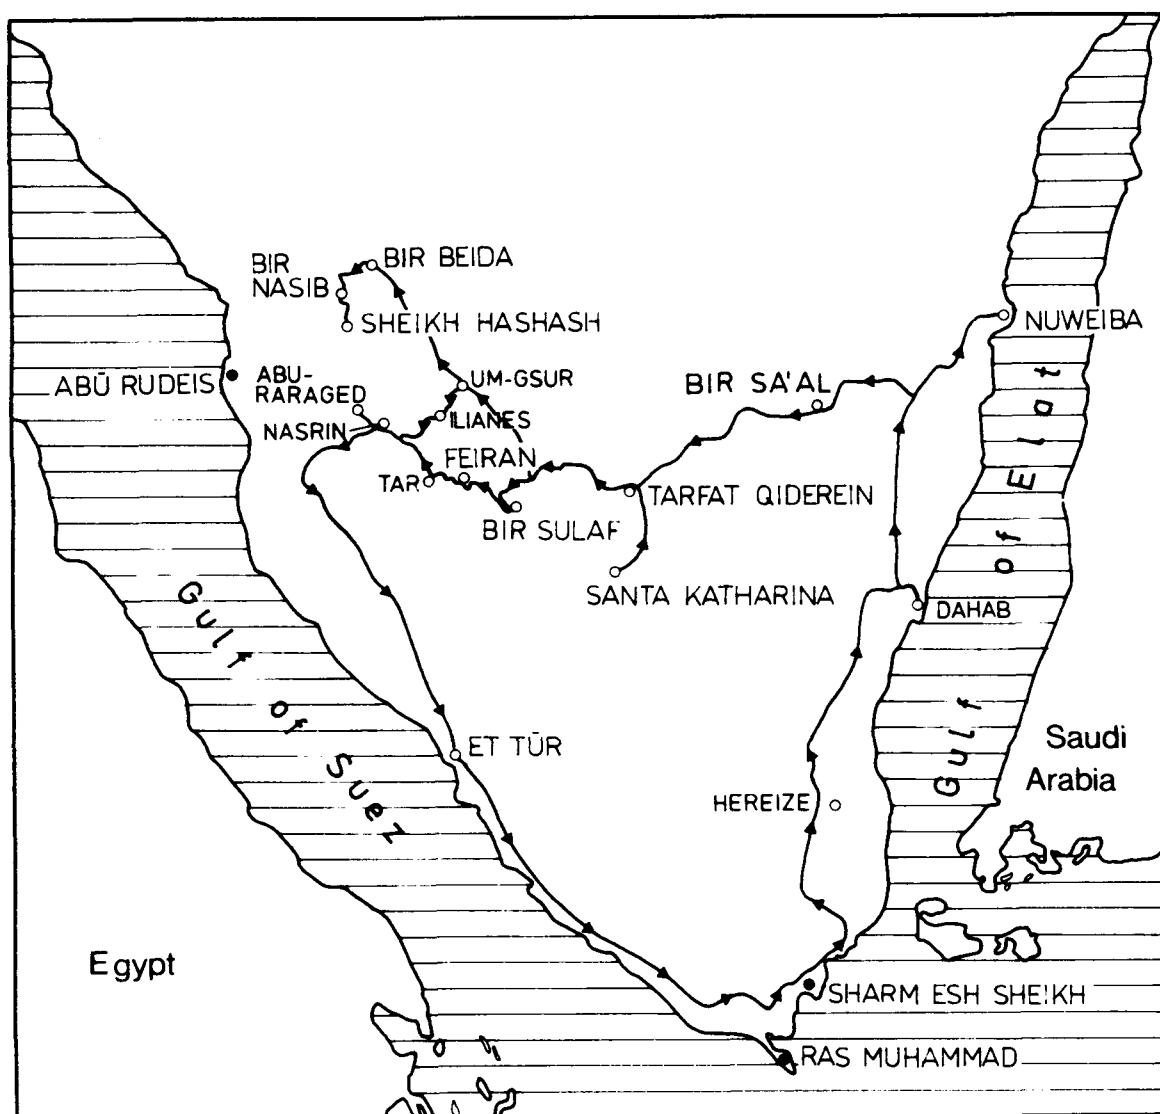 BIR
NASIB
BIR BEIDA
SHEIKH HASHASH
NUWEIBA
ABŪ RUDEIS
ABU-
RARAGED
UM-GSUR
BIR SA'AL
NASRIN
ILIANES
FEIRAN
TAR
TARFAT QIDEREIN
BIR SULAF
SANTA KATHARINA
DAHAB
Gulf of Suez
Gulf of Elat
ET TŪR
Saudi
Arabia
HEREIZE
Egypt
SHARM ESH SHEIKH
RAS MUHAMMAD